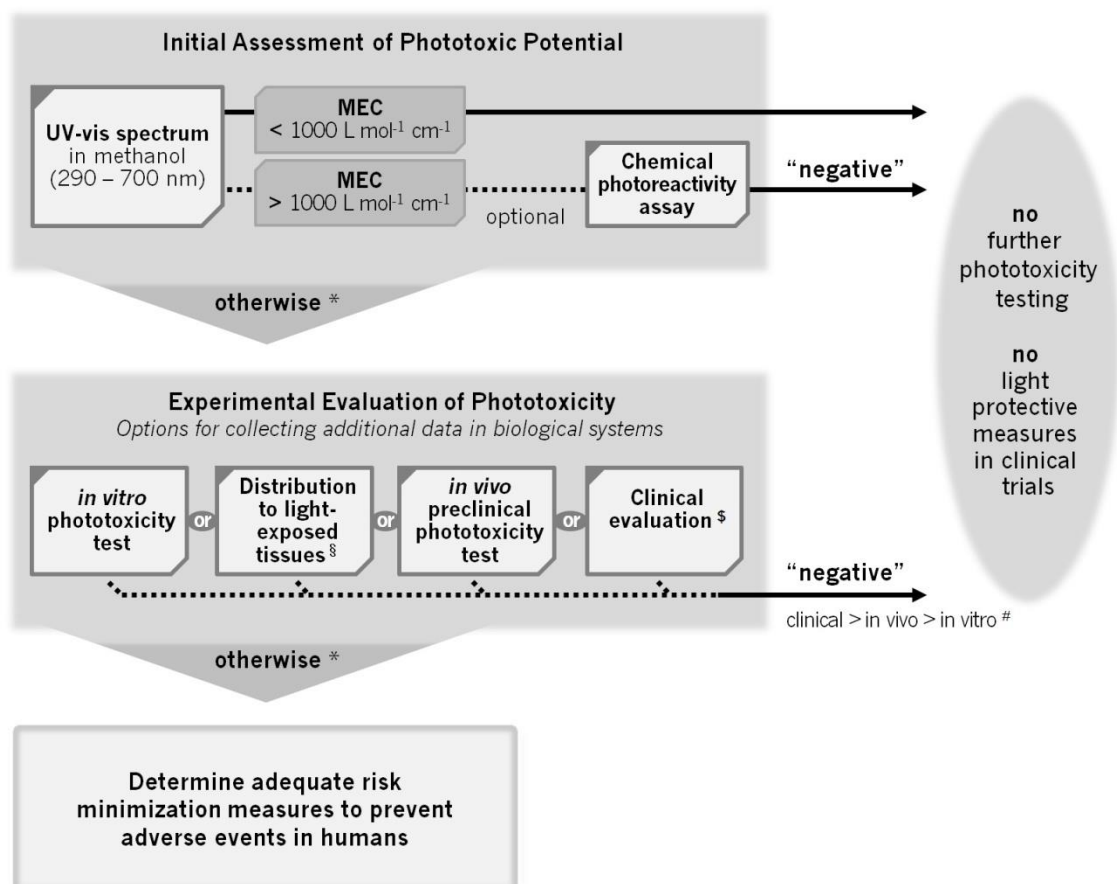 Initial Assessment of Phototoxic Potential
UV-vis spectrum
in methanol
(290 – 700 nm)
MEC
< 1000 L mol⁻¹ cm⁻¹
MEC
> 1000 L mol⁻¹ cm⁻¹
optional
Chemical
photoreactivity
assay
“negative”
no
further
phototoxicity
testing
no
light
protective
measures
in clinical
trials
otherwise *
Experimental Evaluation of Phototoxicity
Options for collecting additional data in biological systems
in vitro
phototoxicity
test
or
Distribution
to light-
exposed
tissues §
or
in vivo
preclinical
phototoxicity
test
or
Clinical
evaluation $
“negative”
clinical > in vivo > in vitro #
otherwise *
Determine adequate risk
minimization measures to prevent
adverse events in humans